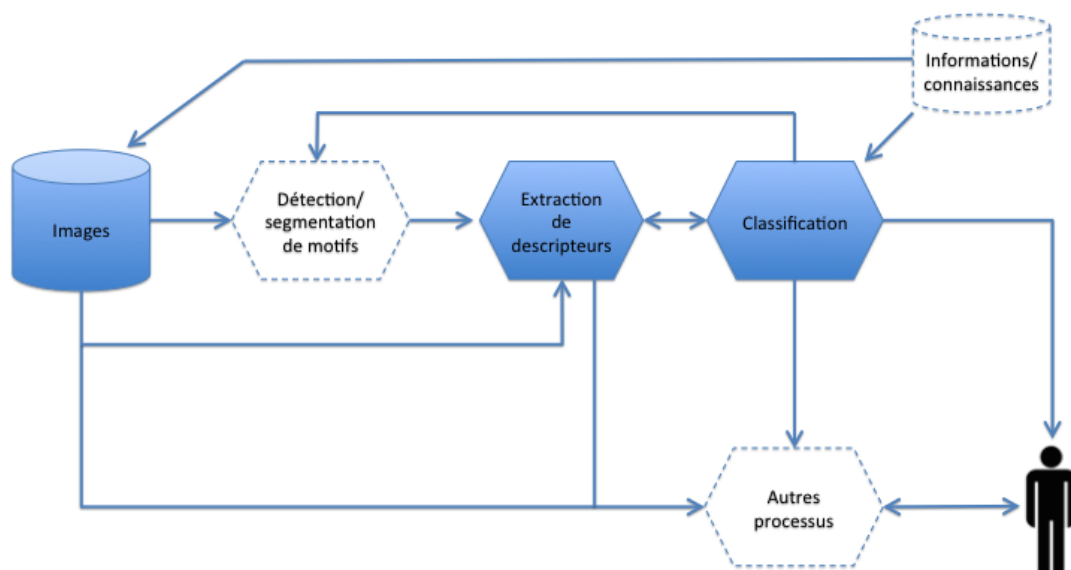 Informations/
connaissances
Images
Détection/
segmentation
de motifs
Extraction
de
descripteurs
Classification
Autres
processus